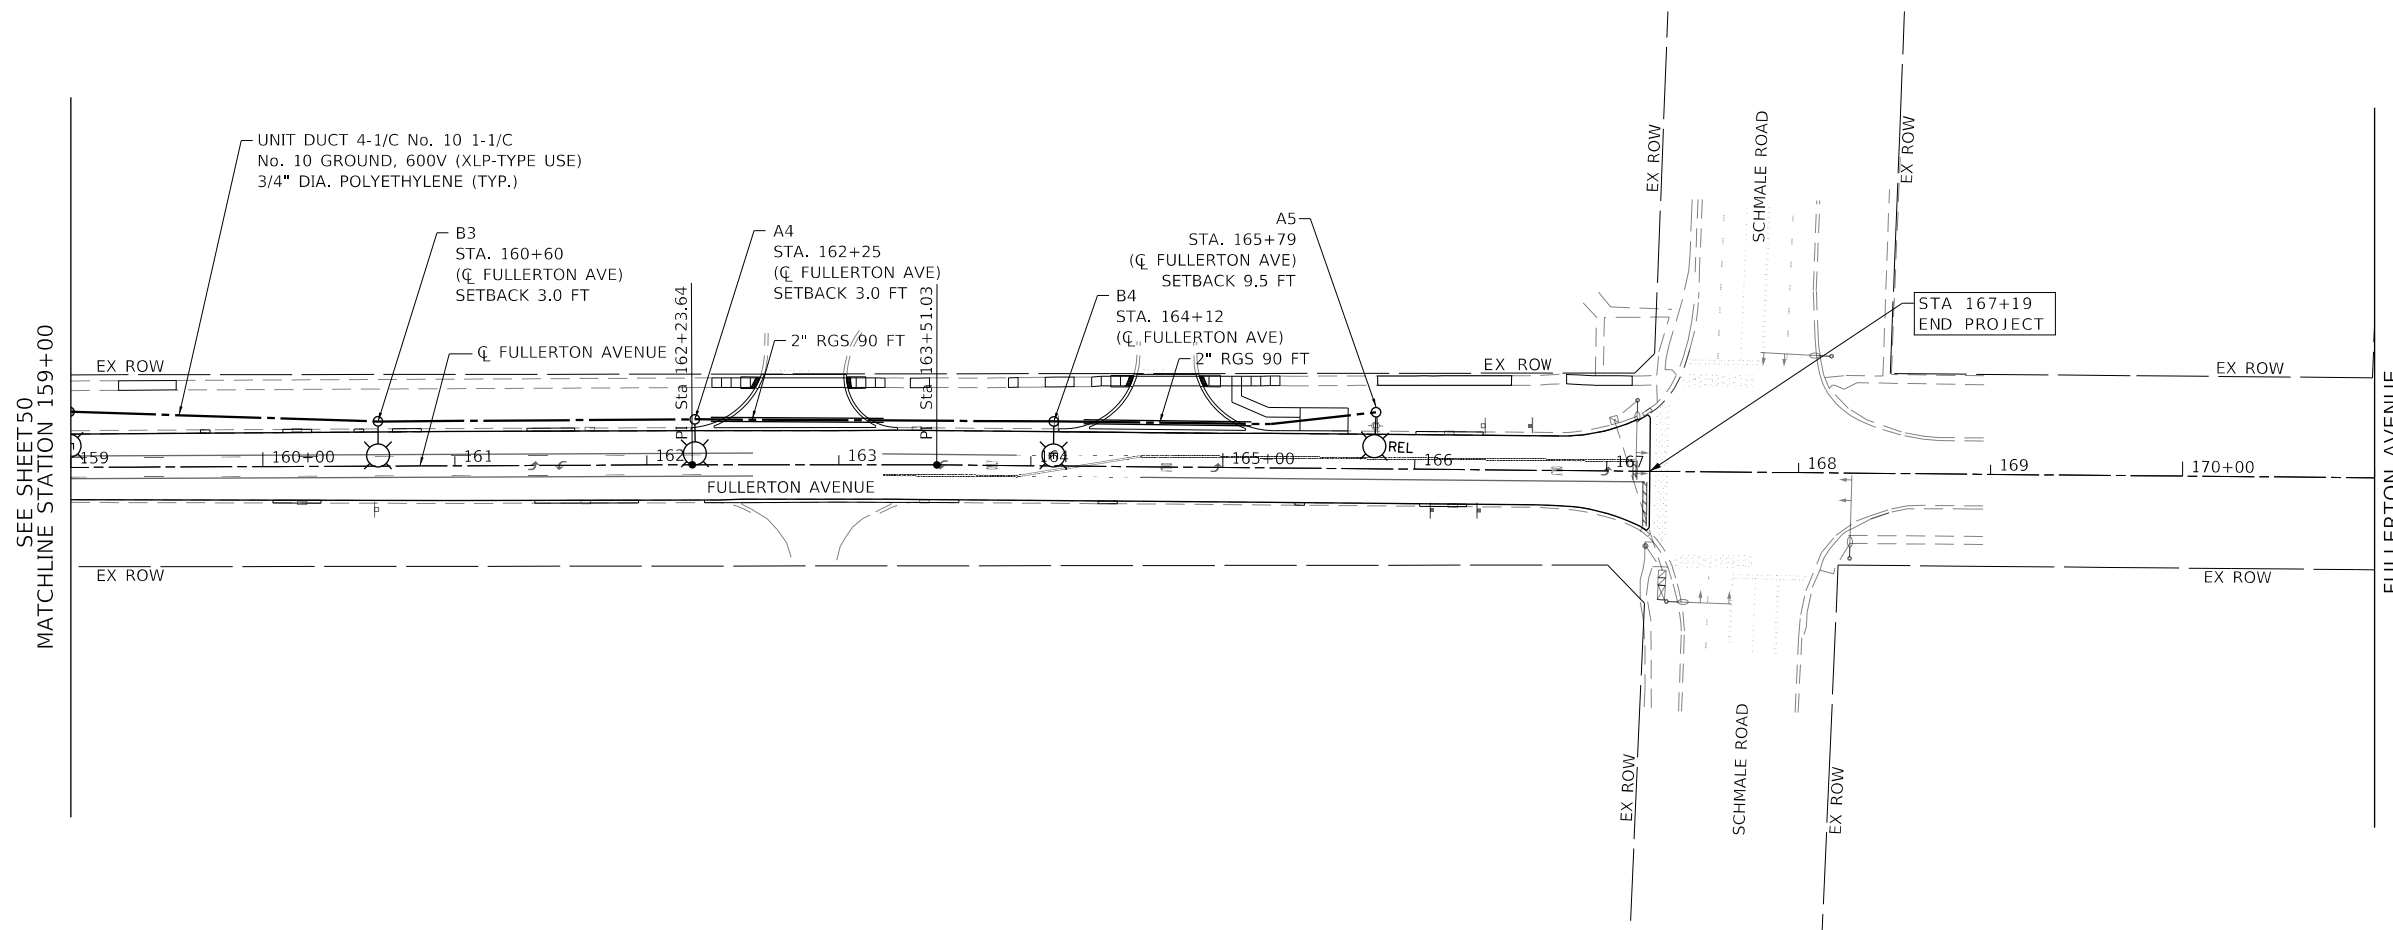 UNIT DUCT 4-1/C No. 10 1-1/C
No. 10 GROUND, 600V (XLP-TYPE USE)
3/4" DIA. POLYETHYLENE (TYP.)
B3
STA. 160+60
(℄ FULLERTON AVE)
SETBACK 3.0 FT
A4
STA. 162+25
(℄ FULLERTON AVE)
SETBACK 3.0 FT
A5
STA. 165+79
(℄ FULLERTON AVE)
SETBACK 9.5 FT
B4
STA. 164+12
(℄ FULLERTON AVE)
2" RGS 90 FT
2" RGS 90 FT
℄ FULLERTON AVENUE
PI Sta 162+23.64
PI Sta 163+51.03
STA 167+19
END PROJECT
SEE SHEET 50
MATCHLINE STATION 159+00
EX ROW
EX ROW
EX ROW
EX ROW
EX ROW
SCHMALE ROAD
REL
159
160+00
161
162
163
164
165+00
166
167
168
169
170+00
FULLERTON AVENUE
EX ROW
EX ROW
EX ROW
EX ROW
SCHMALE ROAD
FULLERTON AVENUE